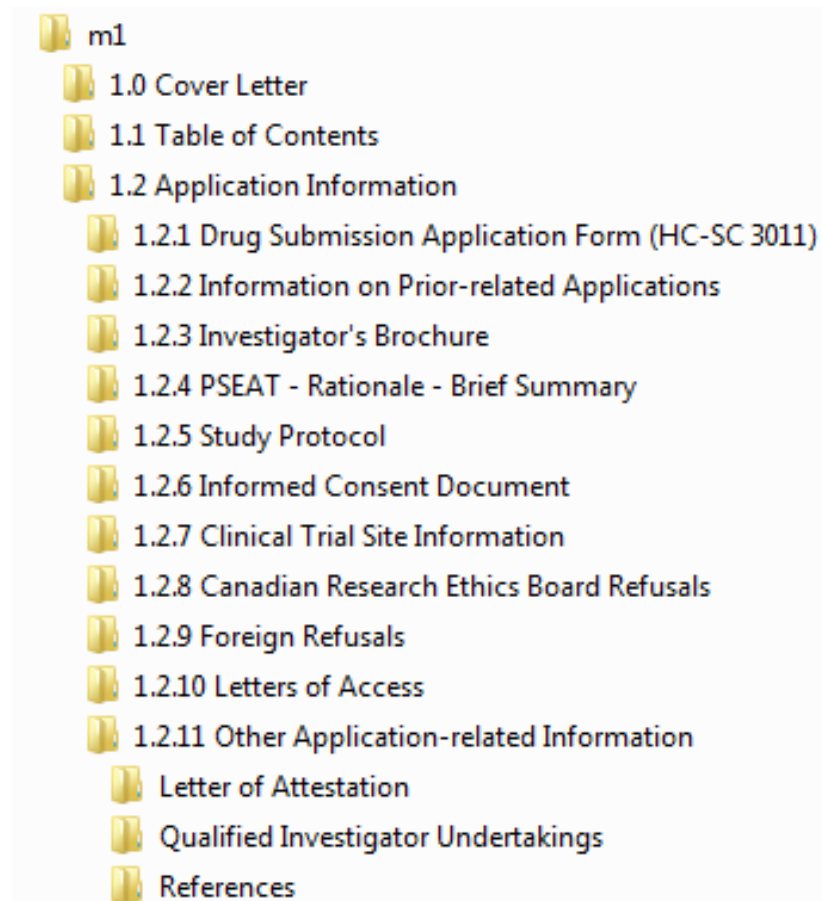 m1
1.0 Cover Letter
1.1 Table of Contents
1.2 Application Information
1.2.1 Drug Submission Application Form (HC-SC 3011)
1.2.2 Information on Prior-related Applications
1.2.3 Investigator's Brochure
1.2.4 PSEAT - Rationale - Brief Summary
1.2.5 Study Protocol
1.2.6 Informed Consent Document
1.2.7 Clinical Trial Site Information
1.2.8 Canadian Research Ethics Board Refusals
1.2.9 Foreign Refusals
1.2.10 Letters of Access
1.2.11 Other Application-related Information
Letter of Attestation
Qualified Investigator Undertakings
References